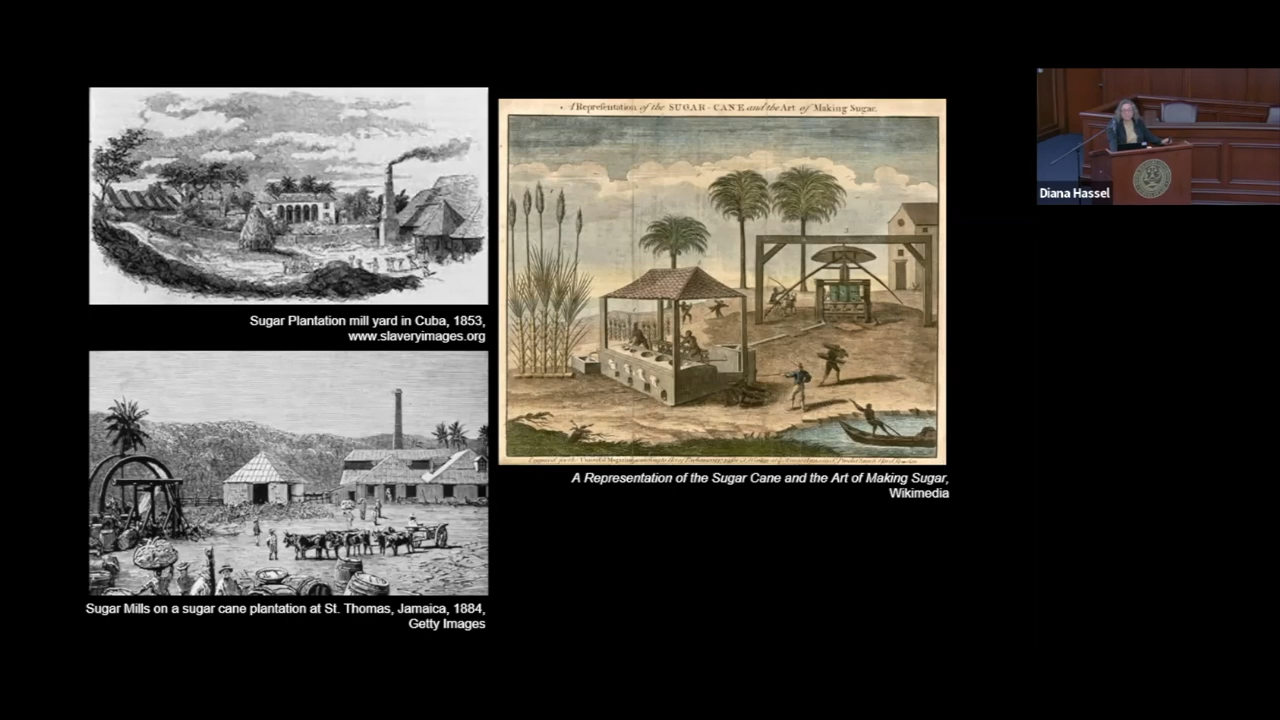 Sugar Plantation mill yard in Cuba, 1853,
www.slaveryimages.org
Sugar Mills on a sugar cane plantation at St. Thomas, Jamaica, 1884,
Getty Images
A Representation of the SUGAR-CANE and the Art of Making Sugar.
A Representation of the Sugar Cane and the Art of Making Sugar,
Wikimedia
Diana Hassel